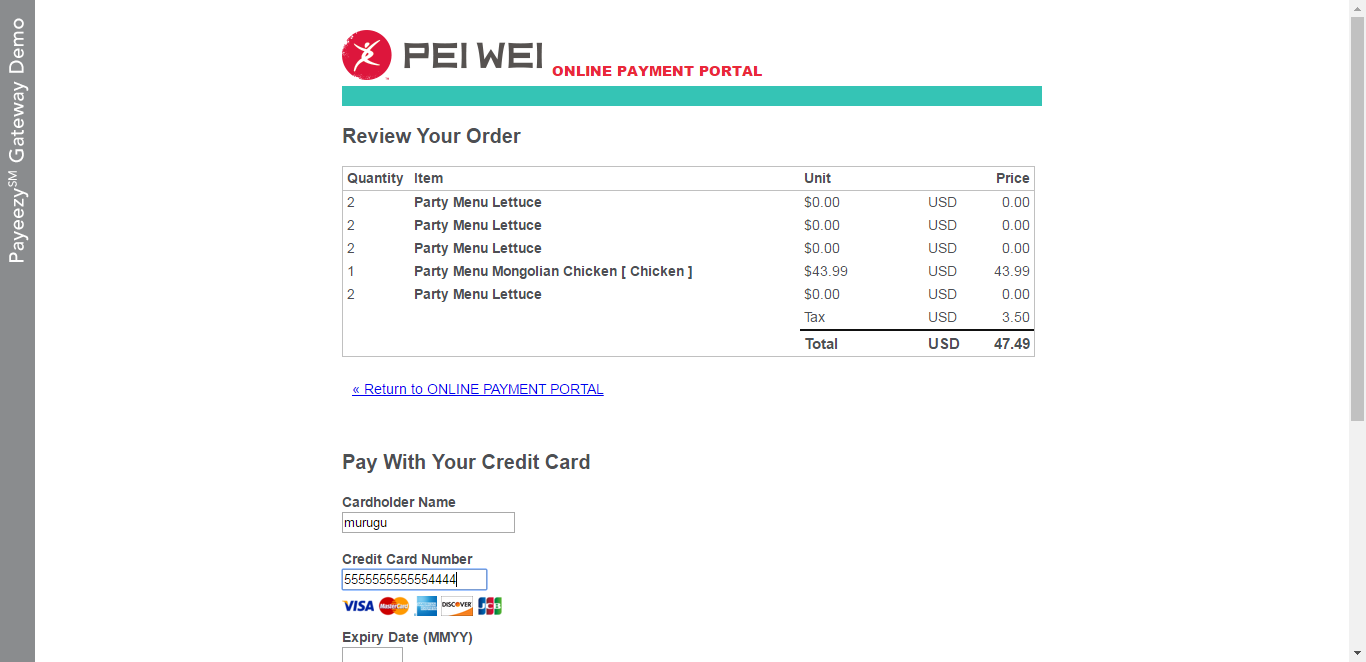 Payeezy℠ Gateway Demo
PEI WEI ONLINE PAYMENT PORTAL
Review Your Order
Quantity Item Unit Price
2 Party Menu Lettuce $0.00 USD 0.00
2 Party Menu Lettuce $0.00 USD 0.00
2 Party Menu Lettuce $0.00 USD 0.00
1 Party Menu Mongolian Chicken [ Chicken ] $43.99 USD 43.99
2 Party Menu Lettuce $0.00 USD 0.00
Tax USD 3.50
Total USD 47.49
« Return to ONLINE PAYMENT PORTAL
Pay With Your Credit Card
Cardholder Name
murugu
Credit Card Number
5555555555554444
VISA MasterCard DISCOVER JCB
Expiry Date (MMYY)